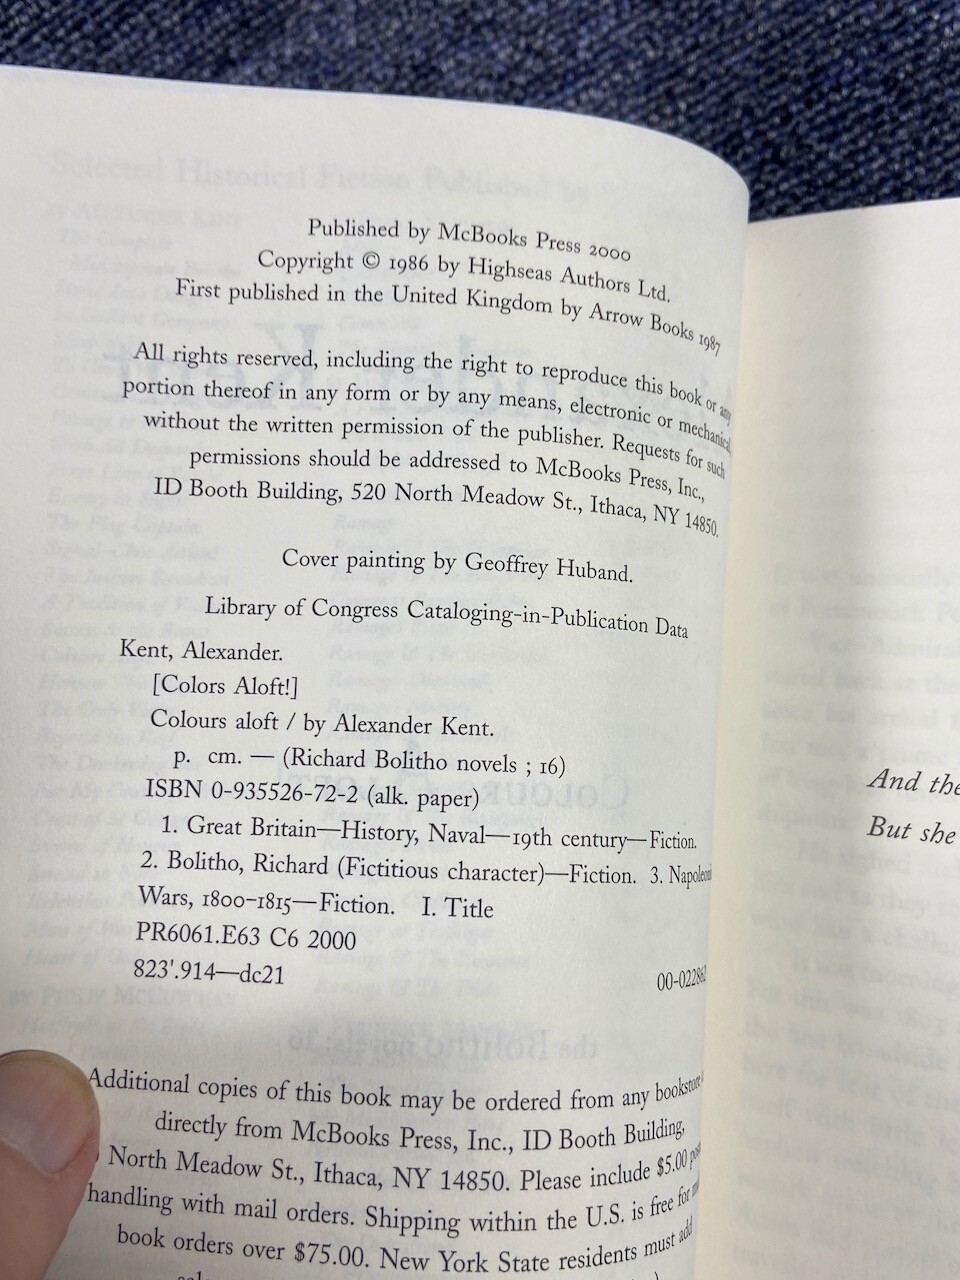 Published by McBooks Press 2000
Copyright © 1986 by Highseas Authors Ltd.
First published in the United Kingdom by Arrow Books 1987
All rights reserved, including the right to reproduce this book or any
portion thereof in any form or by any means, electronic or mechanical,
without the written permission of the publisher. Requests for such
permissions should be addressed to McBooks Press, Inc.,
ID Booth Building, 520 North Meadow St., Ithaca, NY 14850.
Cover painting by Geoffrey Huband.
Library of Congress Cataloging-in-Publication Data
Kent, Alexander.
[Colors Aloft!]
Colours aloft / by Alexander Kent.
p. cm. — (Richard Bolitho novels ; 16)
ISBN 0-935526-72-2 (alk. paper)
1. Great Britain—History, Naval—19th century—Fiction.
2. Bolitho, Richard (Fictitious character)—Fiction. 3. Napoleoni
Wars, 1800-1815—Fiction. I. Title
PR6061.E63 C6 2000
823'.914—dc21
00-022862
Additional copies of this book may be ordered from any bookstore
directly from McBooks Press, Inc., ID Booth Building,
North Meadow St., Ithaca, NY 14850. Please include $5.00
handling with mail orders. Shipping within the U.S. is free for
book orders over $75.00. New York State residents must add
And the
But she